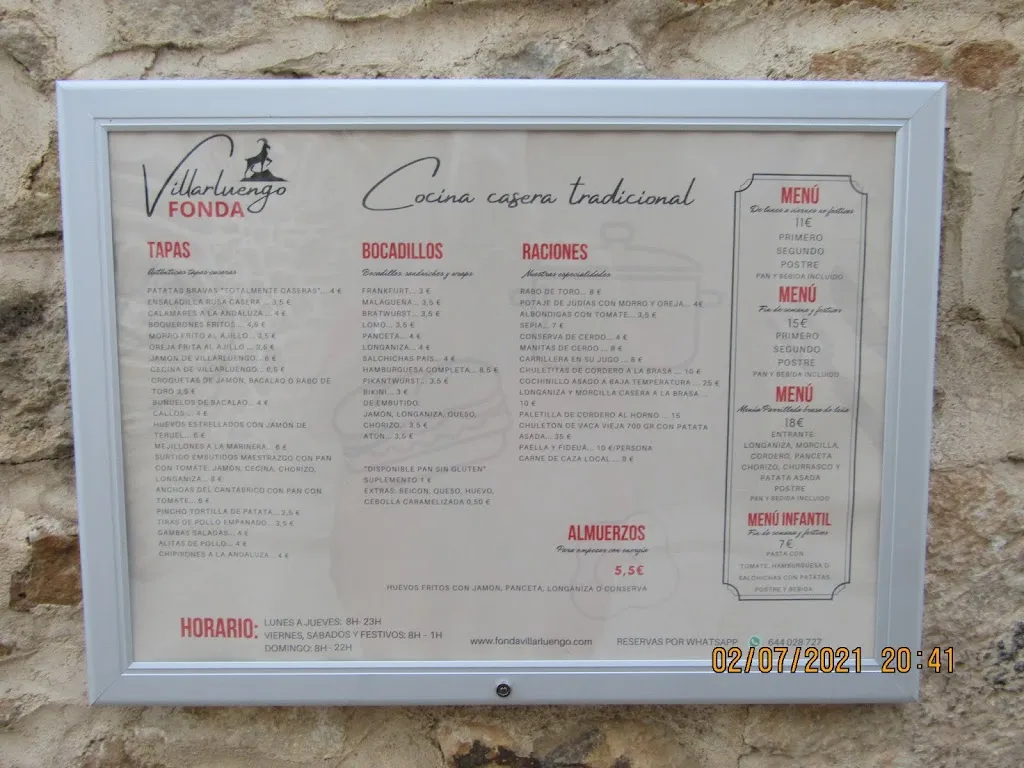 Villarluengo
FONDA
Cocina casera tradicional
TAPAS
Auténticas tapas caseras
PATATAS BRAVAS "TOTALMENTE CASERAS"... 4 €
ENSALADILLA RUSA CASERA ... 3,5 €
CALAMARES A LA ANDALUZA ... 4 €
BOQUERONES FRITOS ... 4,5 €
MORRO FRITO AL AJILLO ... 3,5 €
OREJA FRITA AL AJILLO ... 3,5 €
JAMÓN DE VILLARLUENGO... 6 €
CECINA DE VILLARLUENGO... 6,5 €
CROQUETAS DE JAMÓN, BACALAO O RABO DE
TORO 2,5 €
BUÑUELOS DE BACALAO... 4 €
CALLOS ... 4 €
HUEVOS ESTRELLADOS CON JAMÓN DE
TERUEL... 6 €
MEJILLONES A LA MARINERA... 6 €
SURTIDO EMBUTIDOS MAESTRAZGO CON PAN
CON TOMATE, JAMÓN, CECINA, CHORIZO,
LONGANIZA... 8 €
ANCHOAS DEL CANTÁBRICO CON PAN CON
TOMATE... 6 €
PINCHO TORTILLA DE PATATA... 2,5 €
TIRAS DE POLLO EMPANADO... 3,5 €
GAMBAS SALADAS... 4 €
ALITAS DE POLLO... 4 €
CHIPIRONES A LA ANDALUZA... 4 €
BOCADILLOS
Bocadillos sandwiches y wraps
FRANKFURT... 3 €
MALAGUEÑA... 3,5 €
BRATWURST... 3,5 €
LOMO... 3,5 €
PANCETA... 4 €
LONGANIZA... 4 €
SALCHICHAS PAÍS... 4 €
HAMBURGUESA COMPLETA... 6,5 €
PIKANTWURST... 3,5 €
BIKINI... 3 €
DE EMBUTIDO:
JAMÓN, LONGANIZA, QUESO,
CHORIZO... 3,5 €
ATÚN... 3,5 €
"DISPONIBLE PAN SIN GLUTEN"
SUPLEMENTO 1 €
EXTRAS: BEICON, QUESO, HUEVO,
CEBOLLA CARAMELIZADA 0,50 €
RACIONES
Nuestras especialidades
RABO DE TORO... 8 €
POTAJE DE JUDÍAS CON MORRO Y OREJA... 4€
ALBÓNDIGAS CON TOMATE... 3,5 €
SEPIA... 7 €
CONSERVA DE CERDO... 4 €
MANITAS DE CERDO ... 8 €
CARRILLERA EN SU JUGO ... 8 €
CHULETITAS DE CORDERO A LA BRASA ... 10 €
COCHINILLO ASADO A BAJA TEMPERATURA ... 25 €
LONGANIZA Y MORCILLA CASERA A LA BRASA ...
10 €
PALETILLA DE CORDERO AL HORNO ... 16
CHULETÓN DE VACA VIEJA 700 GR CON PATATA
ASADA... 35 €
PAELLA Y FIDEUÁ... 10 €/PERSONA
CARNE DE CAZA LOCAL... 8 €
ALMUERZOS
Para empezar con energía
5,5€
HUEVOS FRITOS CON JAMÓN, PANCETA, LONGANIZA O CONSERVA
MENÚ
De lunes a viernes no festivos
11€
PRIMERO
SEGUNDO
POSTRE
PAN Y BEBIDA INCLUIDO
MENÚ
Fin de semana y festivos
15€
PRIMERO
SEGUNDO
POSTRE
PAN Y BEBIDA INCLUIDO
MENÚ
Menús Parrillada brasa de leña
18€
ENTRANTE
LONGANIZA, MORCILLA,
CORDERO, PANCETA
CHORIZO, CHURRASCO Y
PATATA ASADA
POSTRE
PAN Y BEBIDA INCLUIDO
MENÚ INFANTIL
Fin de semana y festivos
7€
PASTA CON
TOMATE, HAMBURGUESA O
SALCHICHAS CON PATATAS
POSTRE Y BEBIDA
HORARIO:
LUNES A JUEVES: 8H- 23H
VIERNES, SÁBADOS Y FESTIVOS: 8H - 1H
DOMINGO: 8H - 22H
www.fondavillarluengo.com
RESERVAS POR WHATSAPP: 644 028 727
02/07/2021 20:41